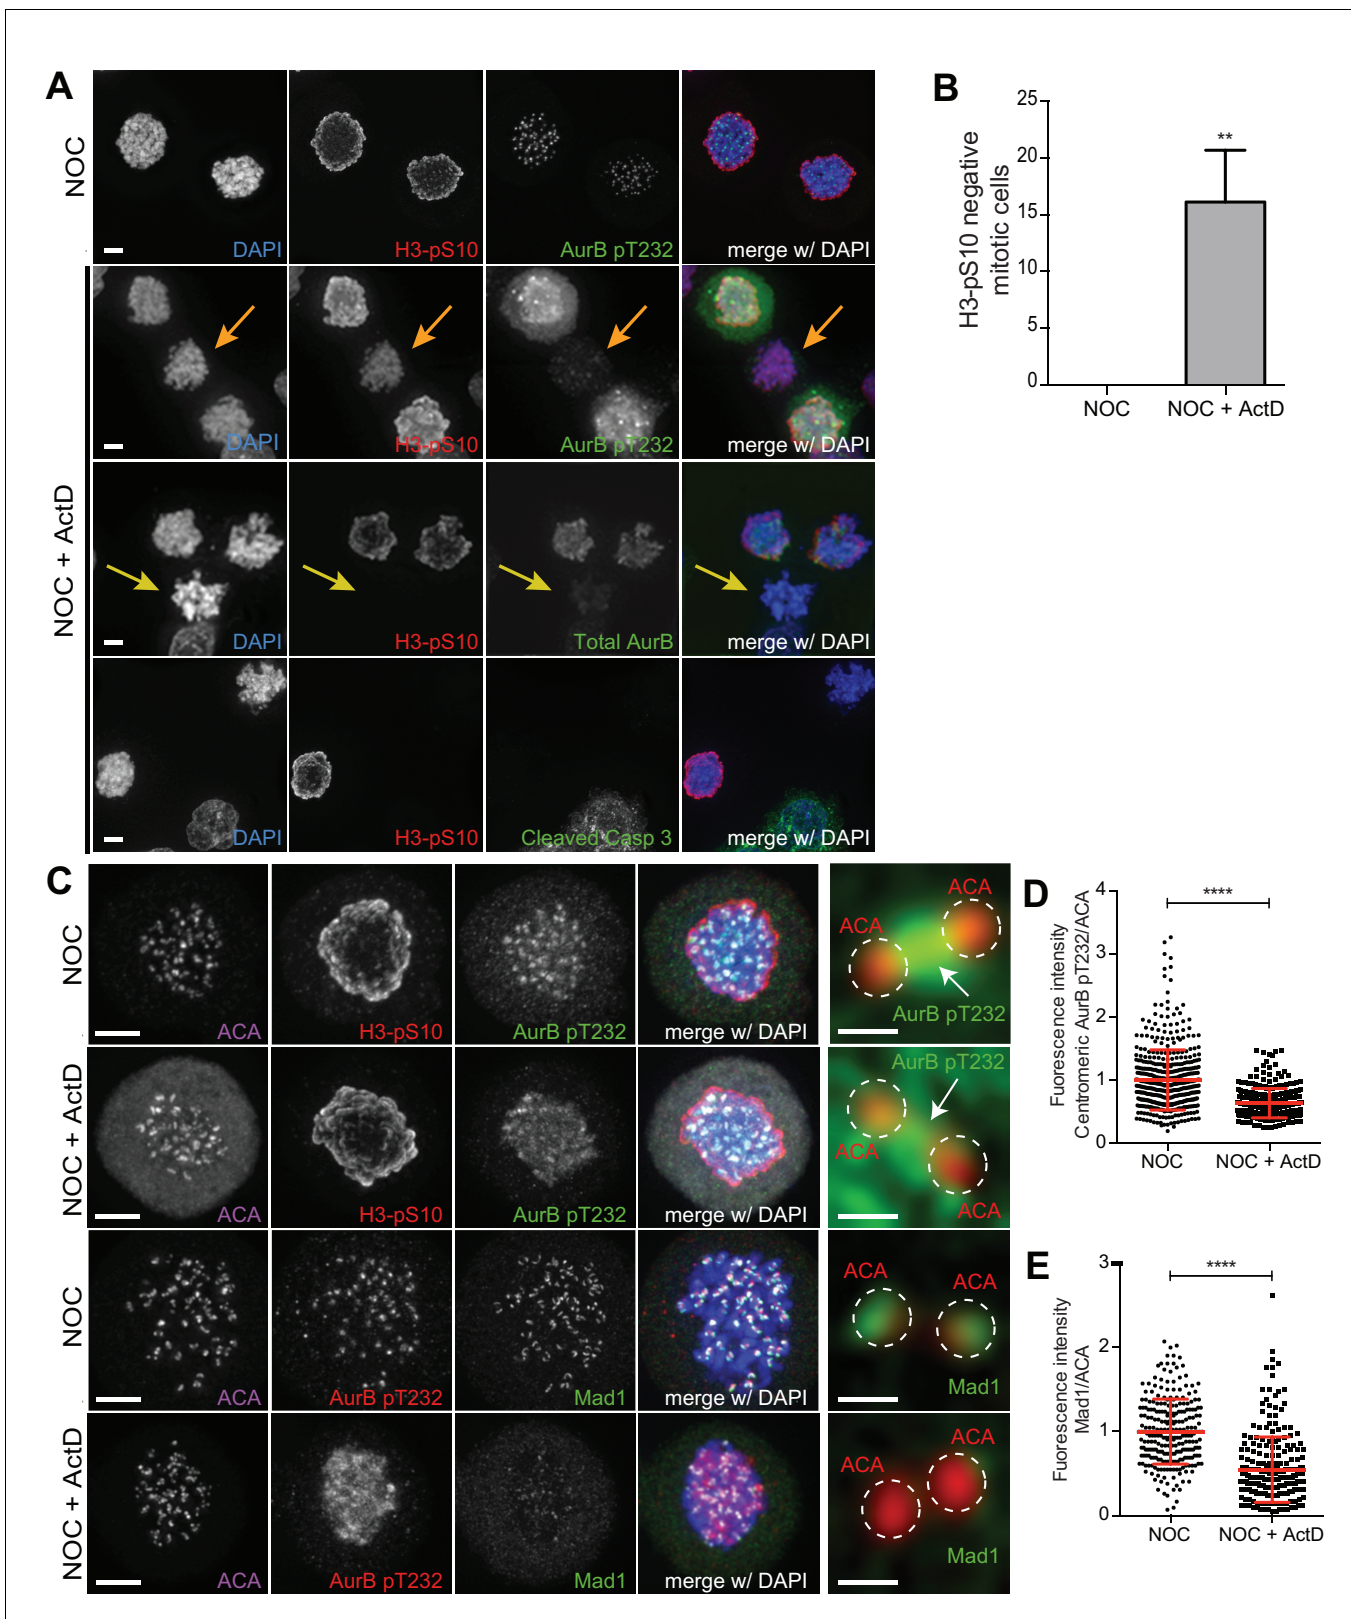 A
NOC
DAPI
H3-pS10
AurB pT232
merge w/ DAPI
NOC + ActD
DAPI
H3-pS10
AurB pT232
merge w/ DAPI
DAPI
H3-pS10
Total AurB
merge w/ DAPI
DAPI
H3-pS10
Cleaved Casp 3
merge w/ DAPI
B
H3-pS10 negative
mitotic cells
25
20
15
10
5
0
**
NOC
NOC + ActD
C
NOC
ACA
H3-pS10
AurB pT232
merge w/ DAPI
ACA
ACA
AurB pT232
NOC + ActD
ACA
H3-pS10
AurB pT232
merge w/ DAPI
AurB pT232
ACA
ACA
NOC
ACA
AurB pT232
Mad1
merge w/ DAPI
ACA
ACA
Mad1
NOC + ActD
ACA
AurB pT232
Mad1
merge w/ DAPI
ACA
ACA
Mad1
D
Fuorescence intensity
Centromeric AurB pT232/ACA
4
3
2
1
0
****
NOC
NOC + ActD
E
Fuorescence intensity
Mad1/ACA
3
2
1
0
****
NOC
NOC + ActD